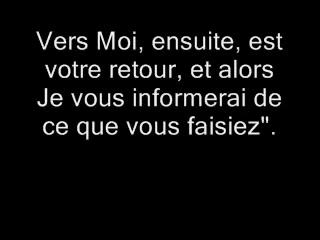 Vers Moi, ensuite, est
votre retour, et alors
Je vous informerai de
ce que vous faisiez".